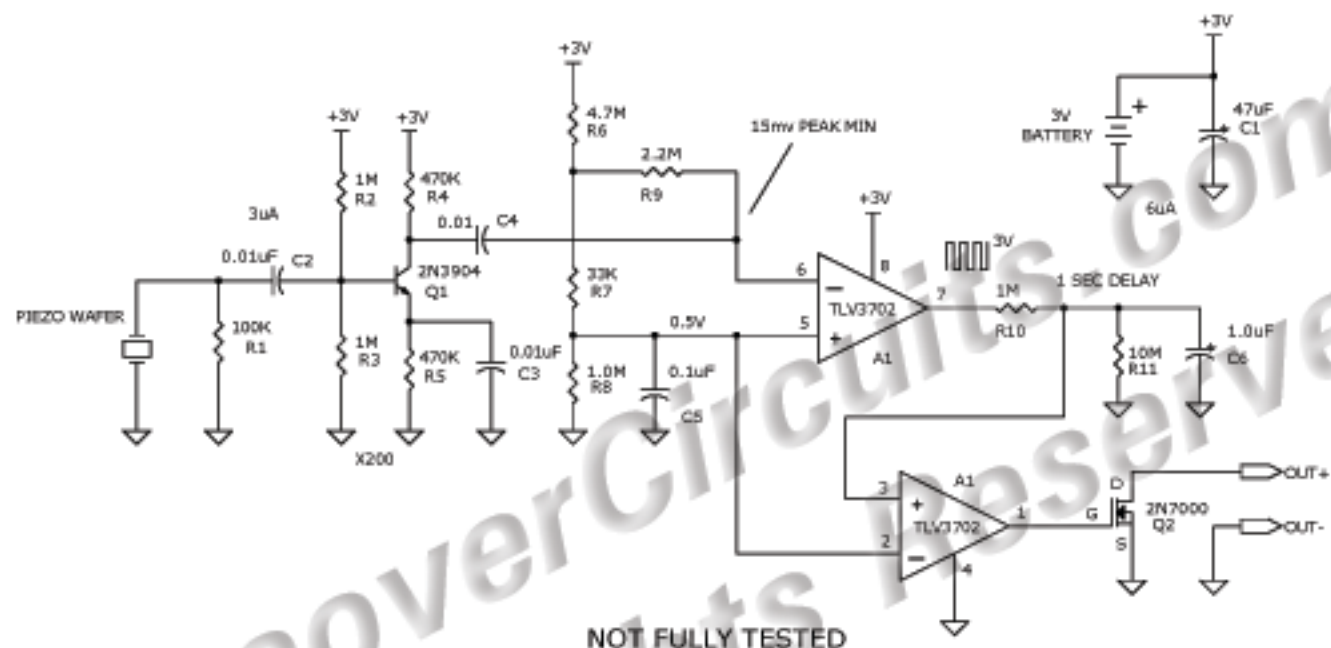 +3V
+3V
+3V
+3V
4.7M
R6
15mv PEAK MIN
3V
BATTERY
+
47uF
C1
2.2M
R9
1M
R2
470K
R4
+3V
6uA
3uA
0.01
C4
3V
0.01uF
C2
2N3904
Q1
33K
R7
6
8
TLV3702
7
1M
R10
1 SEC DELAY
PIEZO WAFER
100K
R1
1M
R3
470K
R5
0.01uF
C3
0.5V
5
A1
10M
R11
1.0uF
C6
1.0M
R8
0.1uF
C5
X200
3
A1
TLV3702
1
2
4
D
G
S
2N7000
Q2
OUT+
OUT-
NOT FULLY TESTED
overCircuits.com
ts Reserve